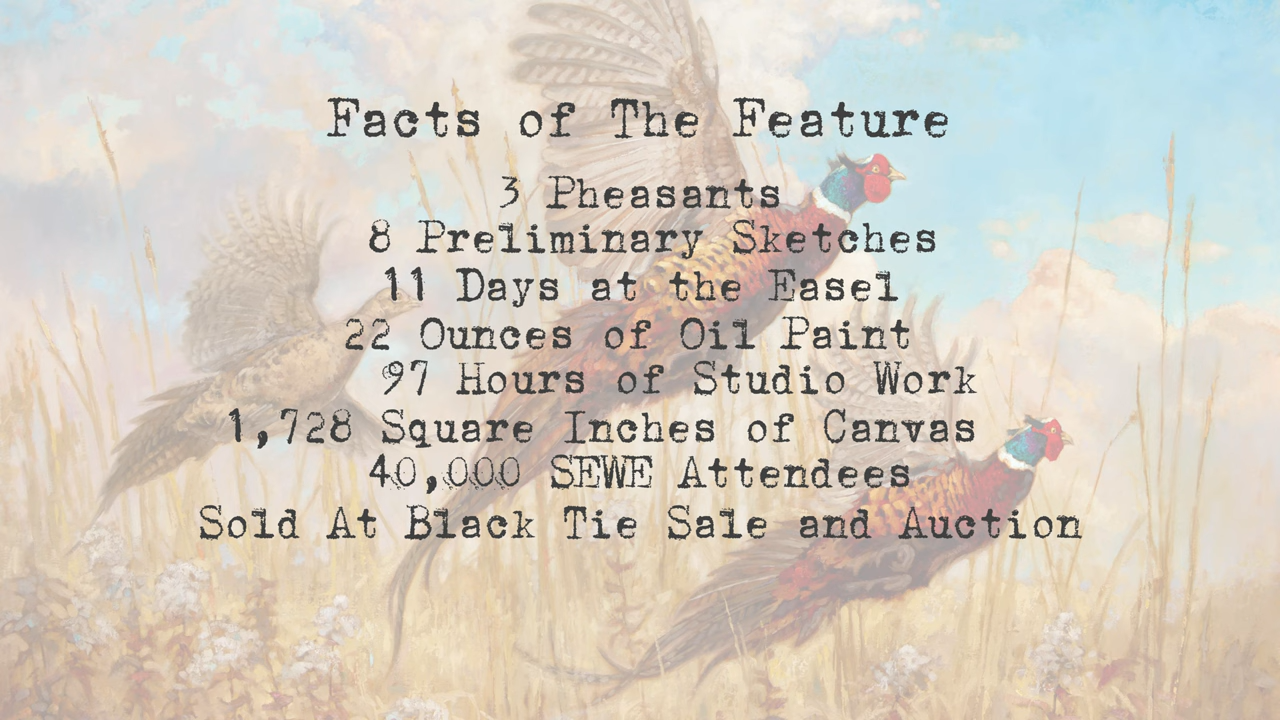 Facts of The Feature
3 Pheasants
8 Preliminary Sketches
11 Days at the Easel
22 Ounces of Oil Paint
97 Hours of Studio Work
1,728 Square Inches of Canvas
40,000 SEWE Attendees
Sold At Black Tie Sale and Auction